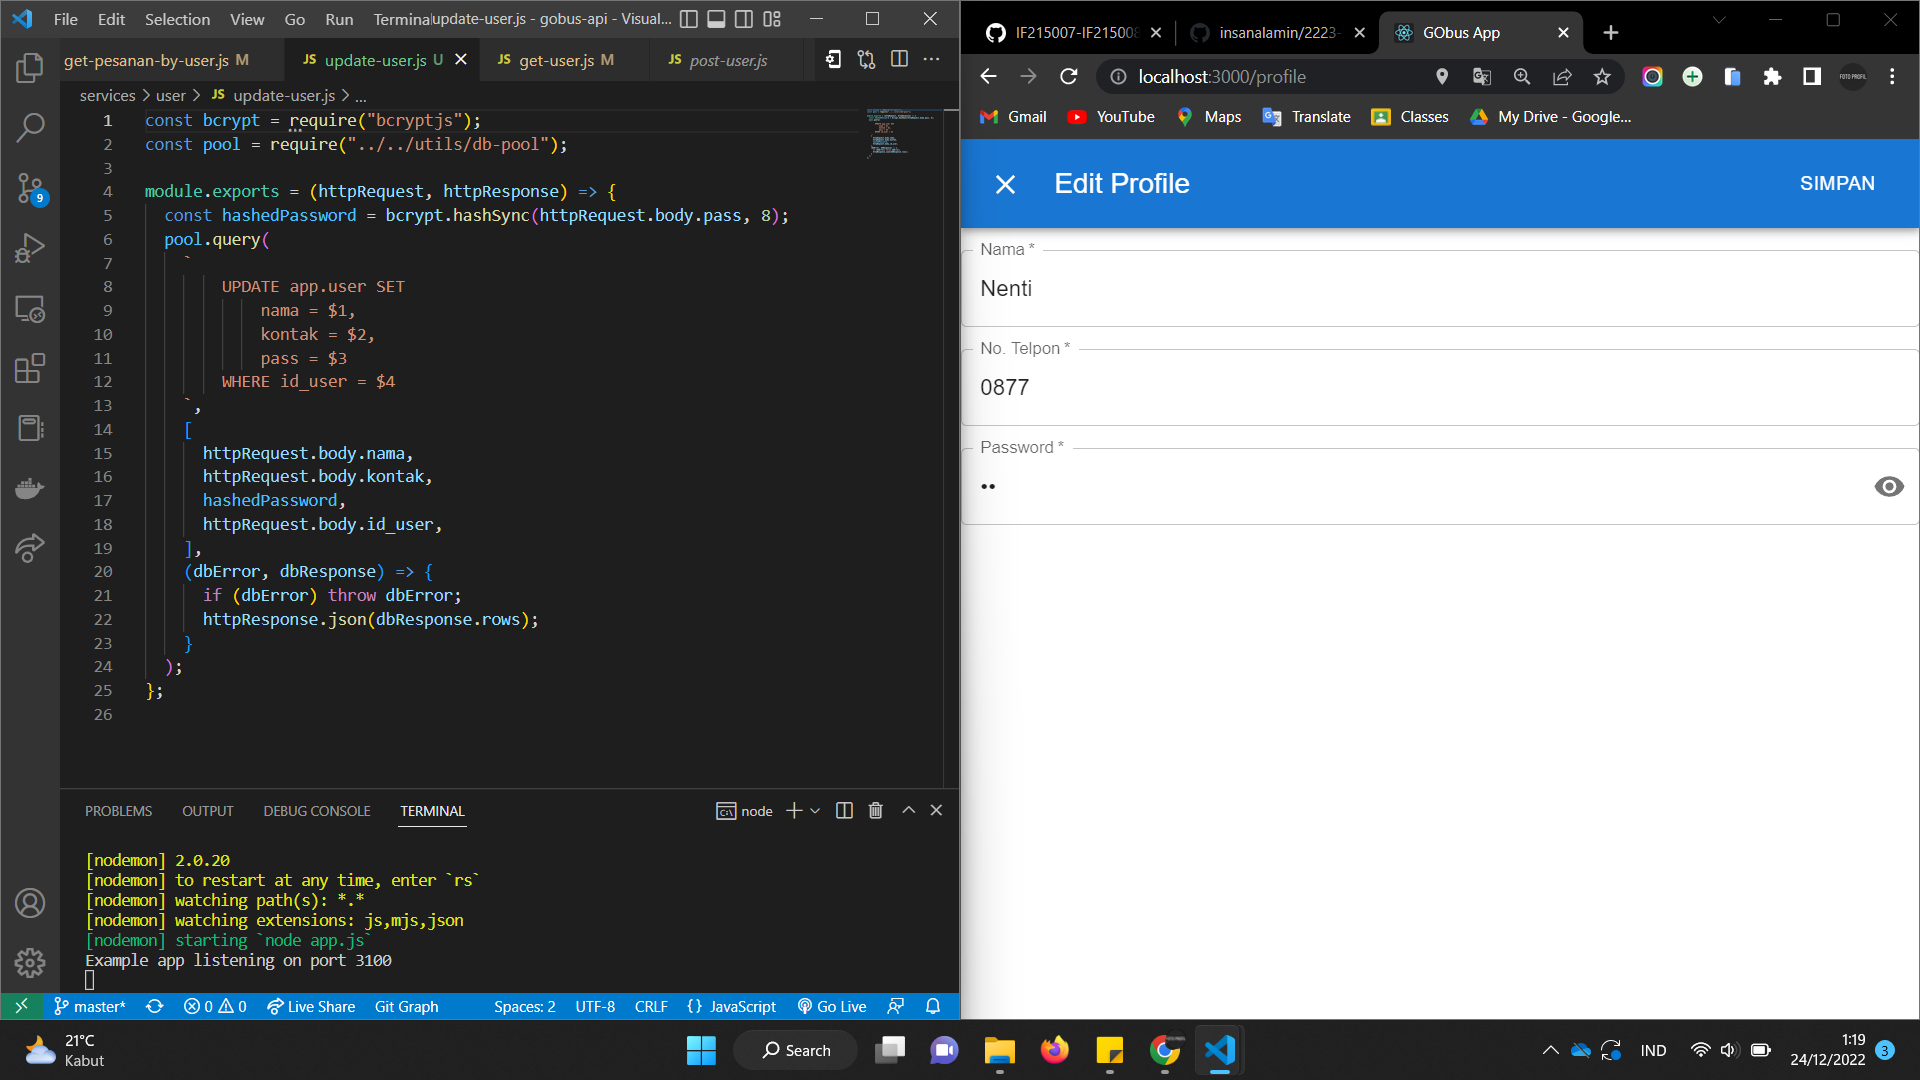 File Edit Selection View Go Run Terminal update-user.js - gobus-api - Visual...
get-pesanan-by-user.js M JS update-user.js U JS get-user.js M JS post-user.js
services > user > JS update-user.js > ...
1 const bcrypt = require("bcryptjs");
2 const pool = require("../../utils/db-pool");
3
4 module.exports = (httpRequest, httpResponse) => {
5 const hashedPassword = bcrypt.hashSync(httpRequest.body.pass, 8);
6 pool.query(
7 `
8 UPDATE app.user SET
9 nama = $1,
10 kontak = $2,
11 pass = $3
12 WHERE id_user = $4
13 `,
14 [
15 httpRequest.body.nama,
16 httpRequest.body.kontak,
17 hashedPassword,
18 httpRequest.body.id_user,
19 ],
20 (dbError, dbResponse) => {
21 if (dbError) throw dbError;
22 httpResponse.json(dbResponse.rows);
23 }
24 );
25 };
26
PROBLEMS OUTPUT DEBUG CONSOLE TERMINAL node
[nodemon] 2.0.20
[nodemon] to restart at any time, enter `rs`
[nodemon] watching path(s): *.*
[nodemon] watching extensions: js,mjs,json
[nodemon] starting `node app.js`
Example app listening on port 3100
9
master* 0 0 Live Share Git Graph Spaces: 2 UTF-8 CRLF {} JavaScript Go Live
IF215007-IF215008 insanalamin/2223- GObus App
localhost:3000/profile FOTO PROFIL
Gmail YouTube Maps Translate Classes My Drive - Google...
Edit Profile SIMPAN
Nama *
Nenti
No. Telpon *
0877
Password *
••
21°C
Kabut
Search
IND
1:19
24/12/2022
3